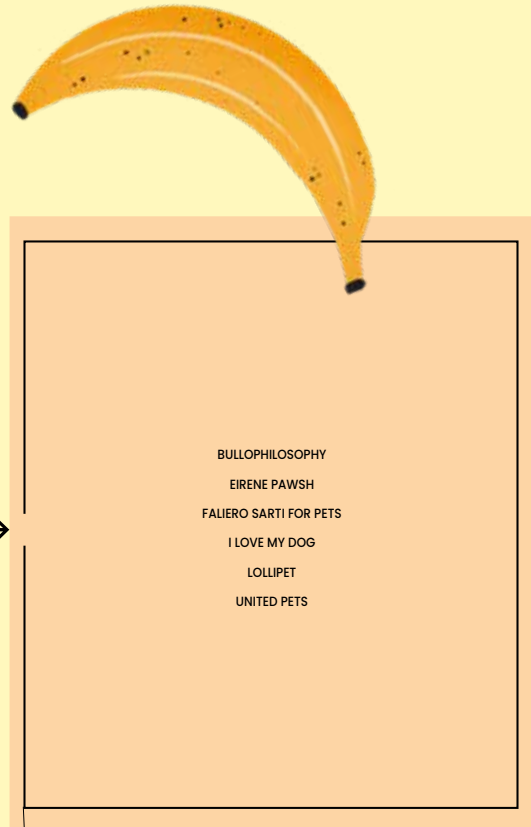 BULLOPHILOSOPHY
EIRENE PAWSH
FALIERO SARTI FOR PETS
I LOVE MY DOG
LOLLIPET
UNITED PETS